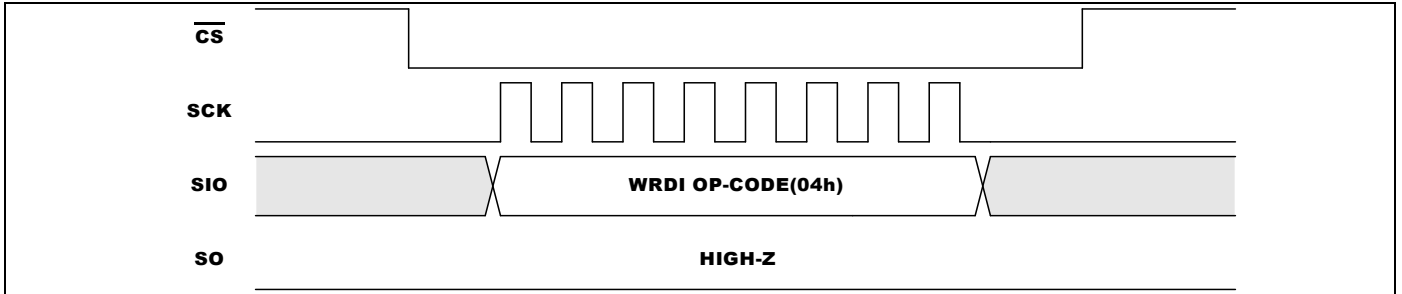 CS
SCK
SIO
WRDI OP-CODE(04h)
SO
HIGH-Z